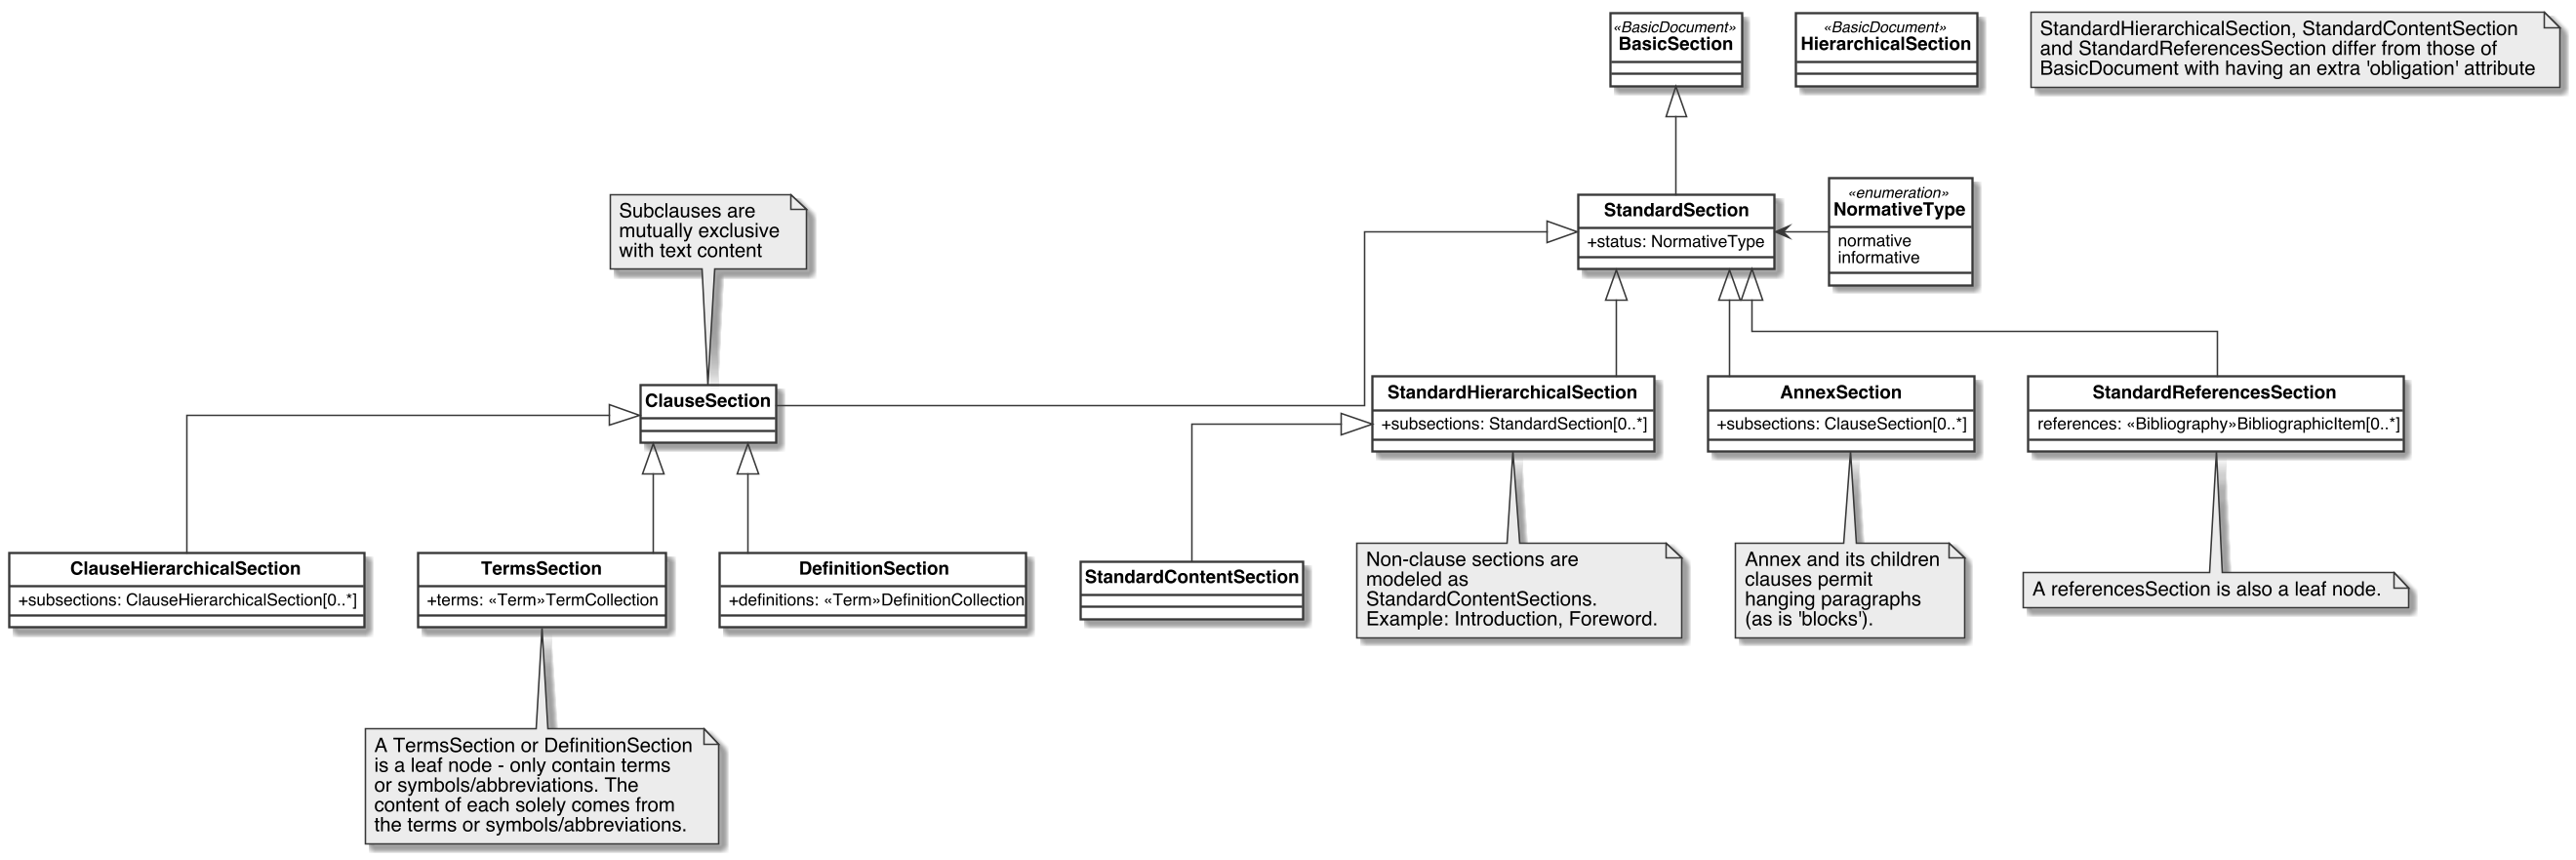 «BasicDocument»
BasicSection
«BasicDocument»
HierarchicalSection
StandardHierarchicalSection, StandardContentSection
and StandardReferencesSection differ from those of
BasicDocument with having an extra 'obligation' attribute
Subclauses are
mutually exclusive
with text content
StandardSection
+status: NormativeType
«enumeration»
NormativeType
normative
informative
ClauseSection
StandardHierarchicalSection
+subsections: StandardSection[0..*]
AnnexSection
+subsections: ClauseSection[0..*]
StandardReferencesSection
references: «Bibliography»BibliographicItem[0..*]
ClauseHierarchicalSection
+subsections: ClauseHierarchicalSection[0..*]
TermsSection
+terms: «Term»TermCollection
DefinitionSection
+definitions: «Term»DefinitionCollection
StandardContentSection
Non-clause sections are
modeled as
StandardContentSections.
Example: Introduction, Foreword.
Annex and its children
clauses permit
hanging paragraphs
(as is 'blocks').
A referencesSection is also a leaf node.
A TermsSection or DefinitionSection
is a leaf node - only contain terms
or symbols/abbreviations. The
content of each solely comes from
the terms or symbols/abbreviations.